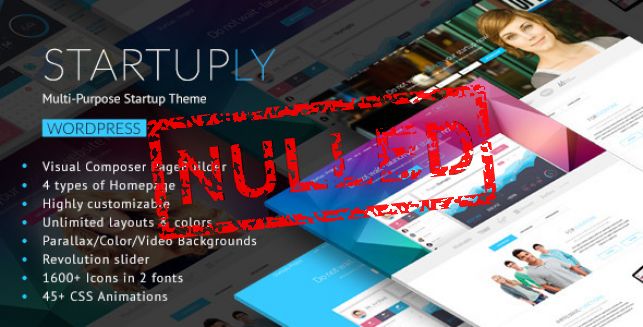 STARTUPLY
Multi-Purpose Startup Theme
WORDPRESS
NULLED
Visual Composer PageBuilder
4 types of Homepage
Highly customizable
Unlimited layouts & colors
Parallax/Color/Video Backgrounds
Revolution slider
1600+ Icons in 2 fonts
45+ CSS Animations